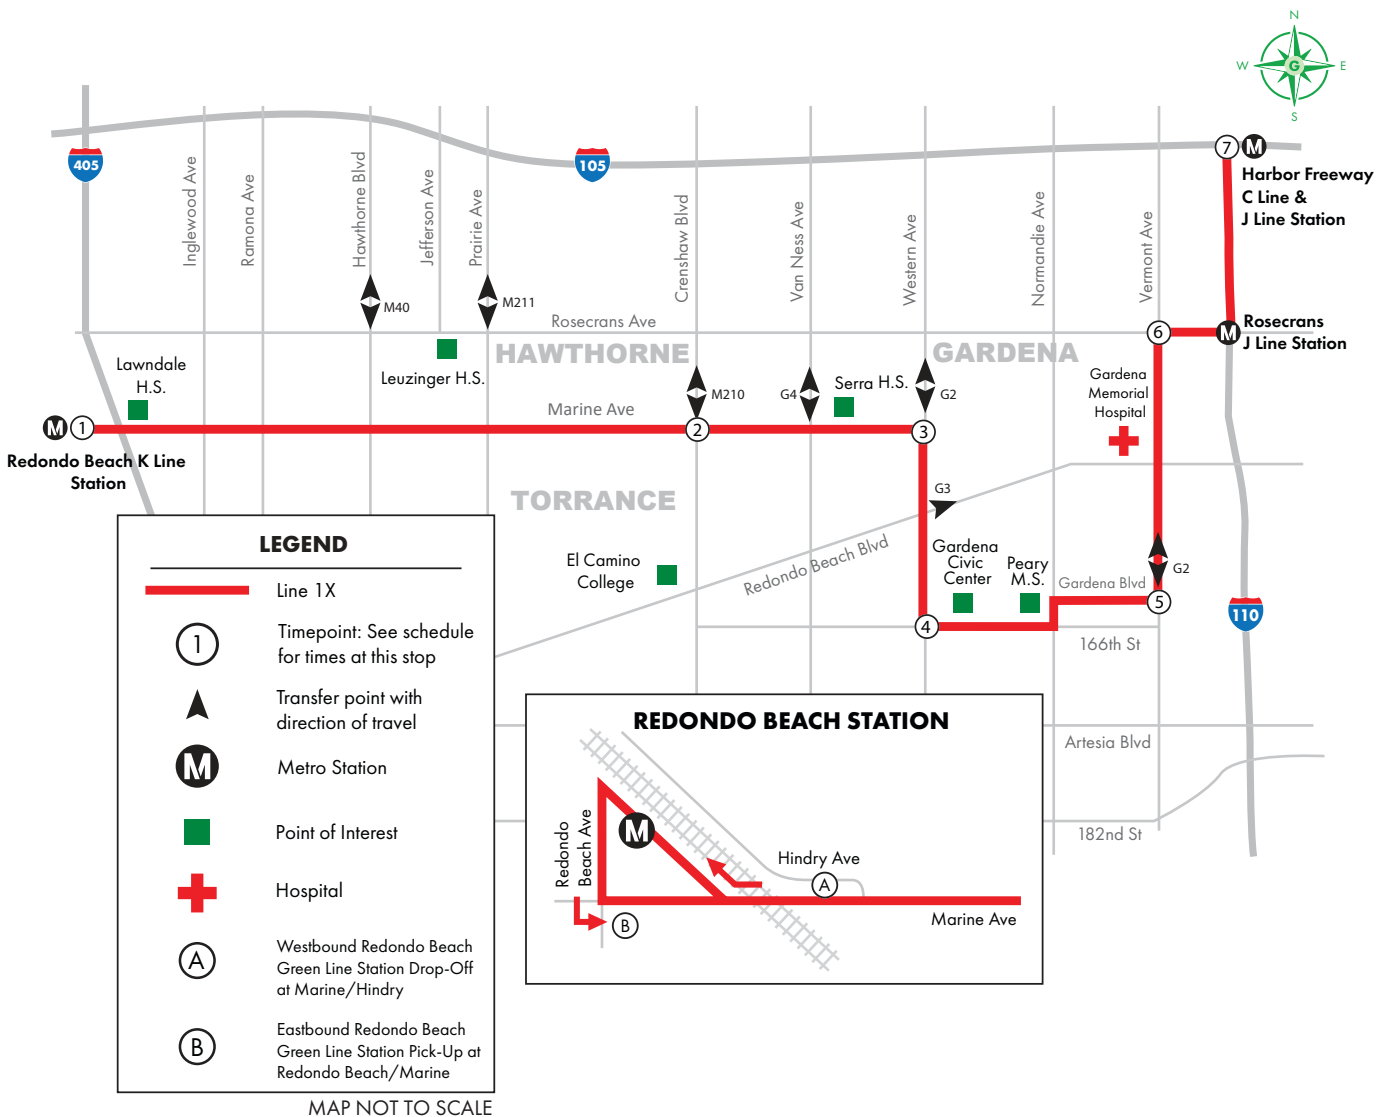 N
W
G
E
S
405
105
7
M
Harbor Freeway
C Line &
J Line Station
Inglewood Ave
Ramona Ave
Hawthorne Blvd
Jefferson Ave
Prairie Ave
Crenshaw Blvd
Van Ness Ave
Western Ave
Normandie Ave
Vermont Ave
M40
M211
Rosecrans Ave
6
M
Rosecrans
J Line Station
HAWTHORNE
GARDENA
Lawndale
H.S.
Leuzinger H.S.
M210
G4
Serra H.S.
G2
Gardena
Memorial
Hospital
Marine Ave
M
1
2
3
Redondo Beach K Line
Station
TORRANCE
G3
Redondo Beach Blvd
El Camino
College
Gardena
Civic
Center
Peary
M.S.
Gardena Blvd
G2
5
4
110
166th St
Artesia Blvd
182nd St
LEGEND
Line 1X
1
Timepoint: See schedule
for times at this stop
Transfer point with
direction of travel
M
Metro Station
Point of Interest
Hospital
A
Westbound Redondo Beach
Green Line Station Drop-Off
at Marine/Hindry
B
Eastbound Redondo Beach
Green Line Station Pick-Up at
Redondo Beach/Marine
MAP NOT TO SCALE
REDONDO BEACH STATION
Redondo
Beach Ave
M
Hindry Ave
A
Marine Ave
B